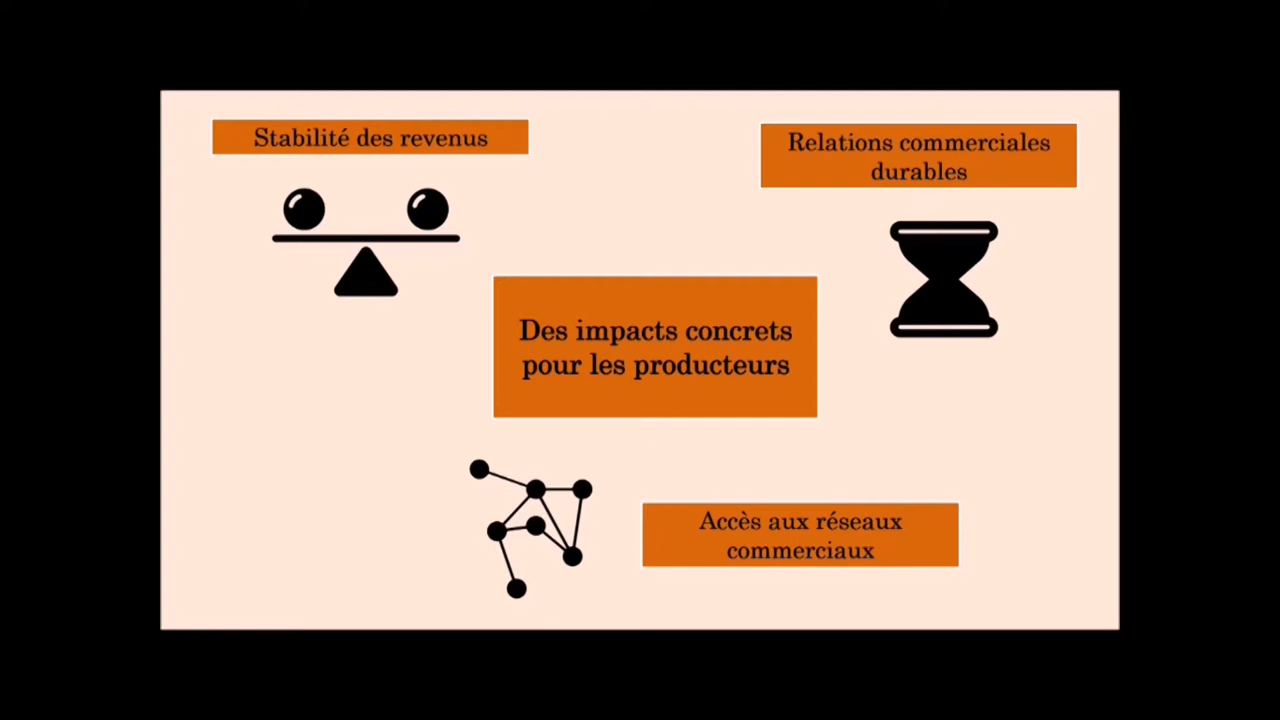 Stabilité des revenus
Relations commerciales
durables
Des impacts concrets
pour les producteurs
Accès aux réseaux
commerciaux